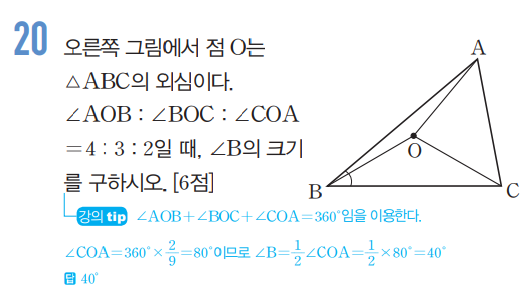 20
오른쪽 그림에서 점 O는
△ABC의 외심이다.
∠AOB : ∠BOC : ∠COA
=4 : 3 : 2일 때, ∠B의 크기
를 구하시오. [6점]
A
O
B
C
강의 tip ∠AOB+∠BOC+∠COA=360°임을 이용한다.
∠COA=360°×2/9=80°이므로 ∠B=1/2∠COA=1/2×80°=40°
답 40°